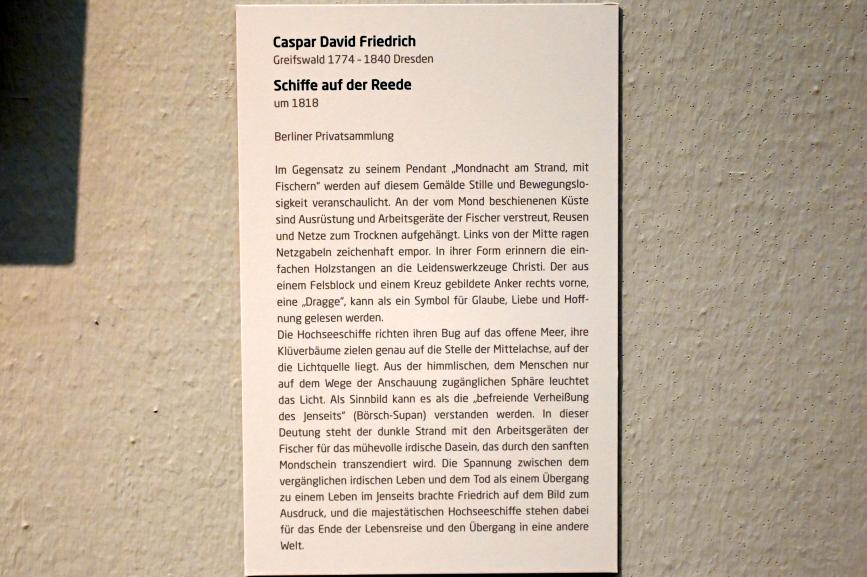 Caspar David Friedrich
Greifswald 1774 – 1840 Dresden
Schiffe auf der Reede
um 1818
Berliner Privatsammlung
Im Gegensatz zu seinem Pendant „Mondnacht am Strand, mit
Fischern“ werden auf diesem Gemälde Stille und Bewegungslo-
sigkeit veranschaulicht. An der vom Mond beschienenen Küste
sind Ausrüstung und Arbeitsgeräte der Fischer verstreut, Reusen
und Netze zum Trocknen aufgehängt. Links von der Mitte ragen
Netzgabeln zeichenhaft empor. In ihrer Form erinnern die ein-
fachen Holzstangen an die Leidenswerkzeuge Christi. Der aus
einem Felsblock und einem Kreuz gebildete Anker rechts vorne,
eine „Dragge“, kann als ein Symbol für Glaube, Liebe und Hoff-
nung gelesen werden.
Die Hochseeschiffe richten ihren Bug auf das offene Meer, ihre
Klüverbäume zielen genau auf die Stelle der Mittelachse, auf der
die Lichtquelle liegt. Aus der himmlischen, dem Menschen nur
auf dem Wege der Anschauung zugänglichen Sphäre leuchtet
das Licht. Als Sinnbild kann es als die „befreiende Verheißung
des Jenseits“ (Börsch-Supan) verstanden werden. In dieser
Deutung steht der dunkle Strand mit den Arbeitsgeräten der
Fischer für das mühevolle irdische Dasein, das durch den sanften
Mondschein transzendiert wird. Die Spannung zwischen dem
vergänglichen irdischen Leben und dem Tod als einem Übergang
zu einem Leben im Jenseits brachte Friedrich auf dem Bild zum
Ausdruck, und die majestätischen Hochseeschiffe stehen dabei
für das Ende der Lebensreise und den Übergang in eine andere
Welt.